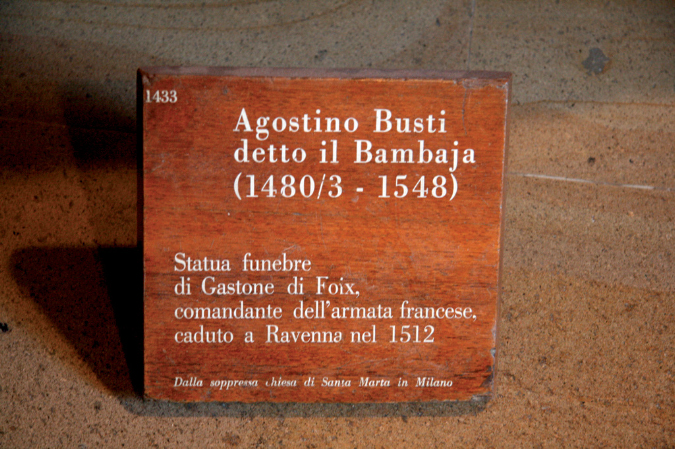 1433
Agostino Busti
detto il Bambaja
(1480/3 - 1548)
Statua funebre
di Gastone di Foix,
comandante dell'armata francese,
caduto a Ravenna nel 1512
Dalla soppressa chiesa di Santa Marta in Milano